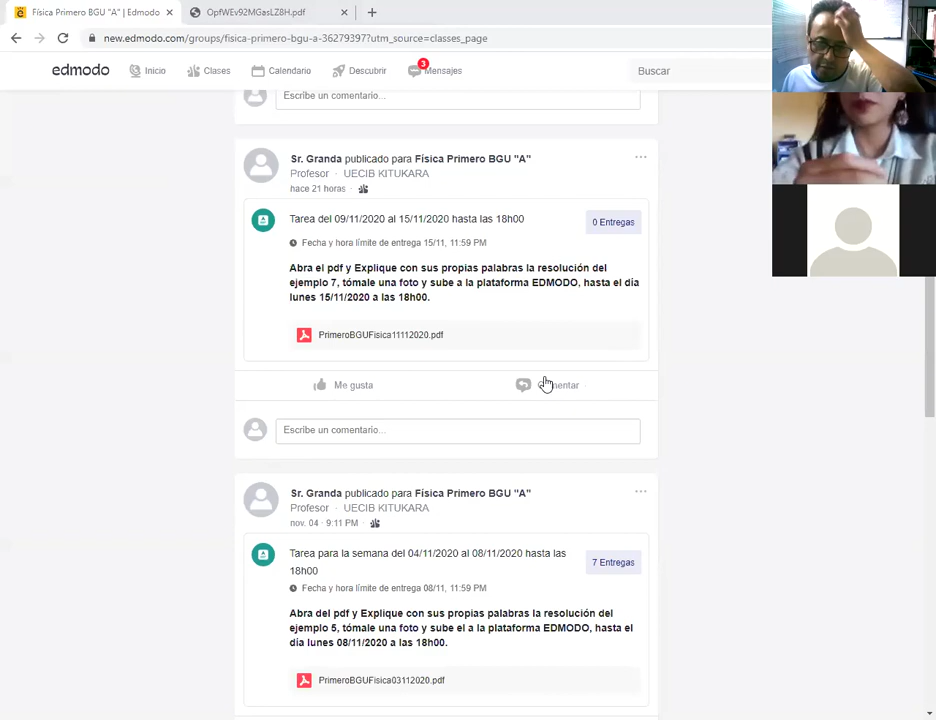 Física Primero BGU "A" | Edmodo
OpfWEv92MGasLZ8H.pdf
new.edmodo.com/groups/fisica-primero-bgu-a-36279397?utm_source=classes_page
edmodo
Inicio
Clases
Calendario
Descubrir
3
Mensajes
Buscar
Escribe un comentario...
Sr. Granda publicado para Física Primero BGU "A"
Profesor · UECIB KITUKARA
hace 21 horas ·
Tarea del 09/11/2020 al 15/11/2020 hasta las 18h00
0 Entregas
Fecha y hora límite de entrega 15/11, 11:59 PM
Abra el pdf y Explique con sus propias palabras la resolución del
ejemplo 7, tómale una foto y sube a la plataforma EDMODO, hasta el día
lunes 15/11/2020 a las 18h00.
PrimeroBGUFisica11112020.pdf
Me gusta
Escribe un comentario...
Sr. Granda publicado para Física Primero BGU "A"
Profesor · UECIB KITUKARA
nov. 04 · 9:11 PM ·
Tarea para la semana del 04/11/2020 al 08/11/2020 hasta las
18h00
7 Entregas
Fecha y hora límite de entrega 08/11, 11:59 PM
Abra del pdf y Explique con sus propias palabras la resolución del
ejemplo 5, tómale una foto y sube el a la plataforma EDMODO, hasta el
día lunes 08/11/2020 a las 18h00.
PrimeroBGUFisica03112020.pdf